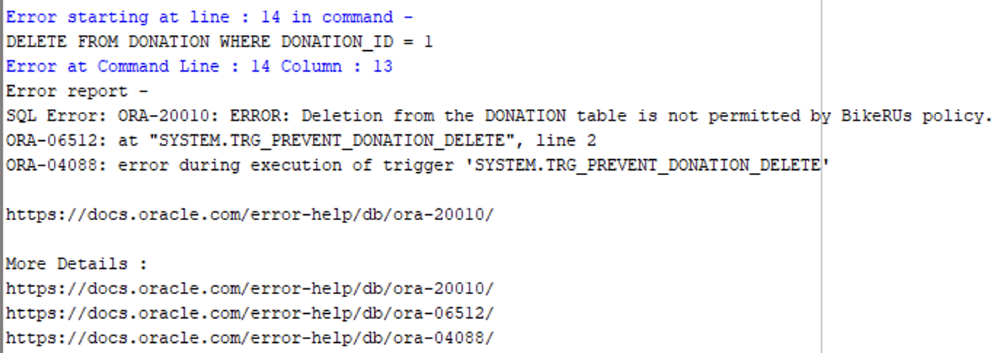 Error starting at line : 14 in command -
DELETE FROM DONATION WHERE DONATION_ID = 1
Error at Command Line : 14 Column : 13
Error report -
SQL Error: ORA-20010: ERROR: Deletion from the DONATION table is not permitted by BikeRUs policy.
ORA-06512: at "SYSTEM.TRG_PREVENT_DONATION_DELETE", line 2
ORA-04088: error during execution of trigger 'SYSTEM.TRG_PREVENT_DONATION_DELETE'
https://docs.oracle.com/error-help/db/ora-20010/
More Details :
https://docs.oracle.com/error-help/db/ora-20010/
https://docs.oracle.com/error-help/db/ora-06512/
https://docs.oracle.com/error-help/db/ora-04088/